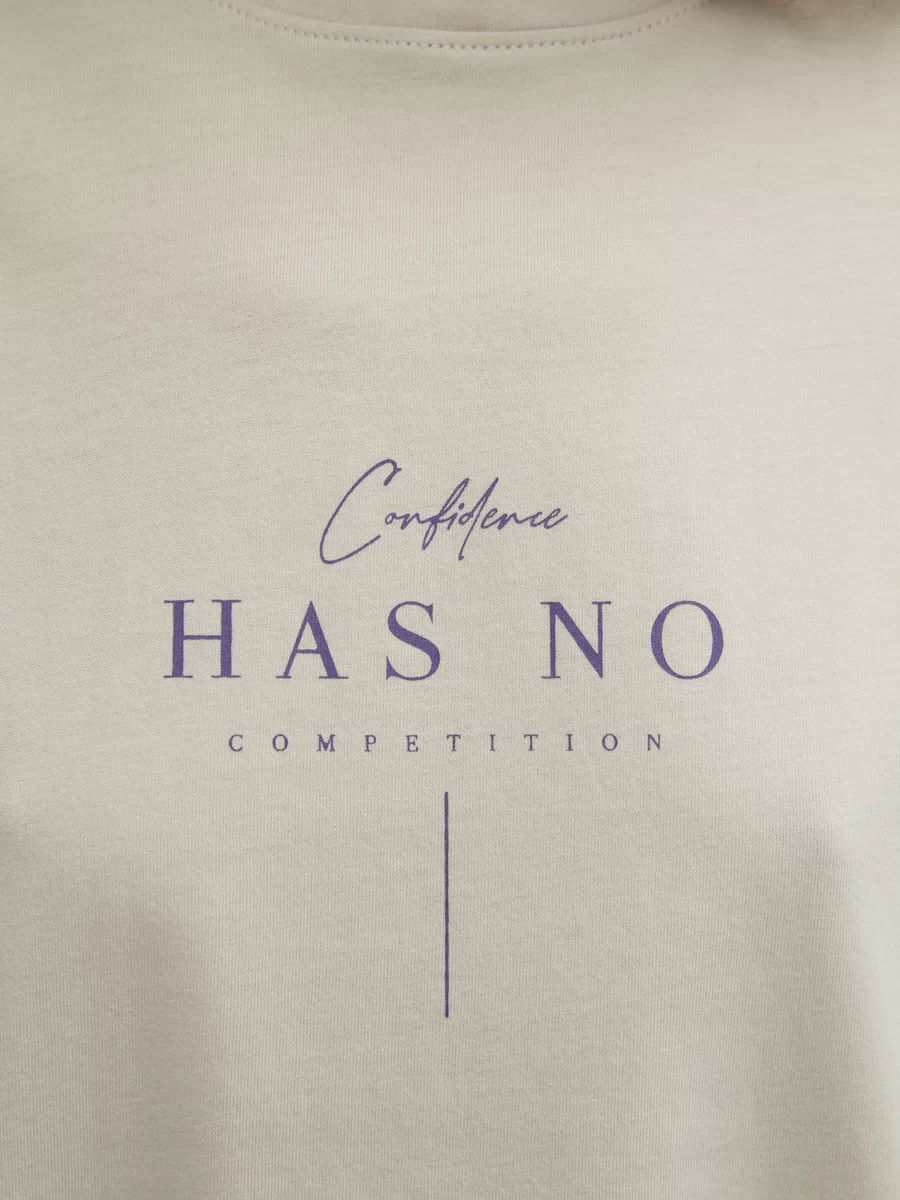 Confidence
HAS NO
COMPETITION